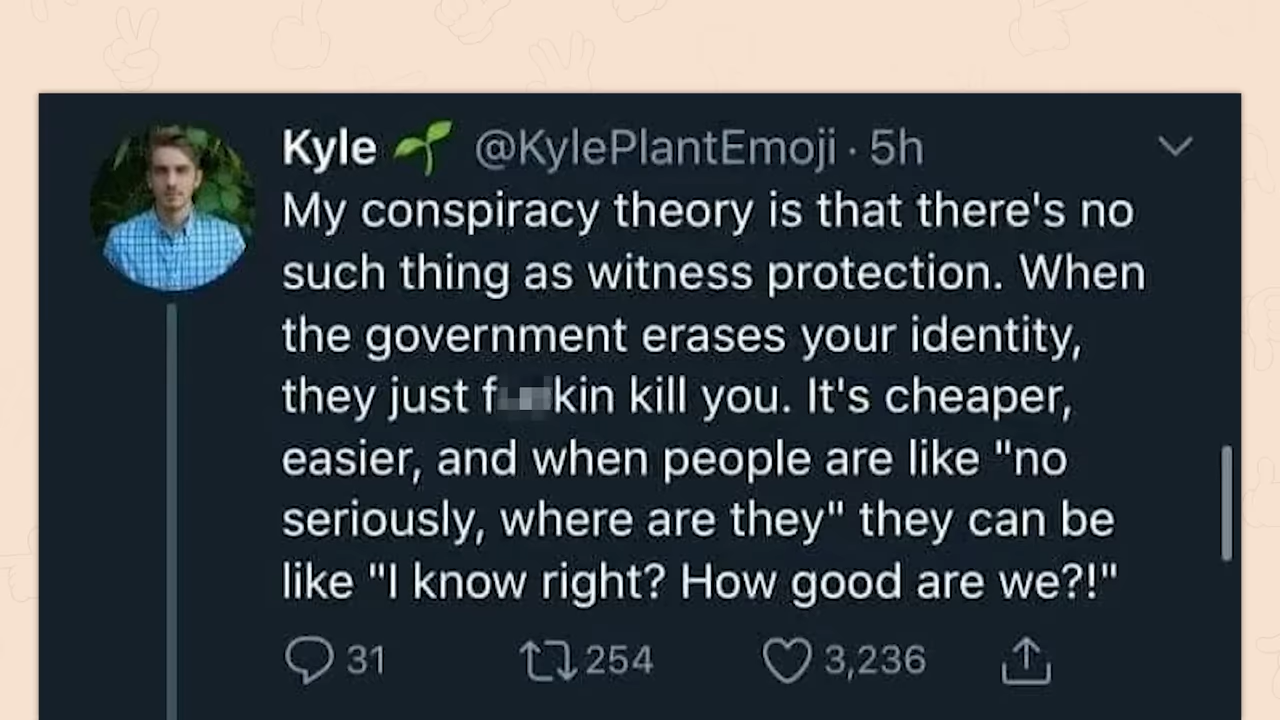 Kyle 🌱 @KylePlantEmoji · 5h
My conspiracy theory is that there's no
such thing as witness protection. When
the government erases your identity,
they just f kin kill you. It's cheaper,
easier, and when people are like "no
seriously, where are they" they can be
like "I know right? How good are we?!"
31 254 3,236